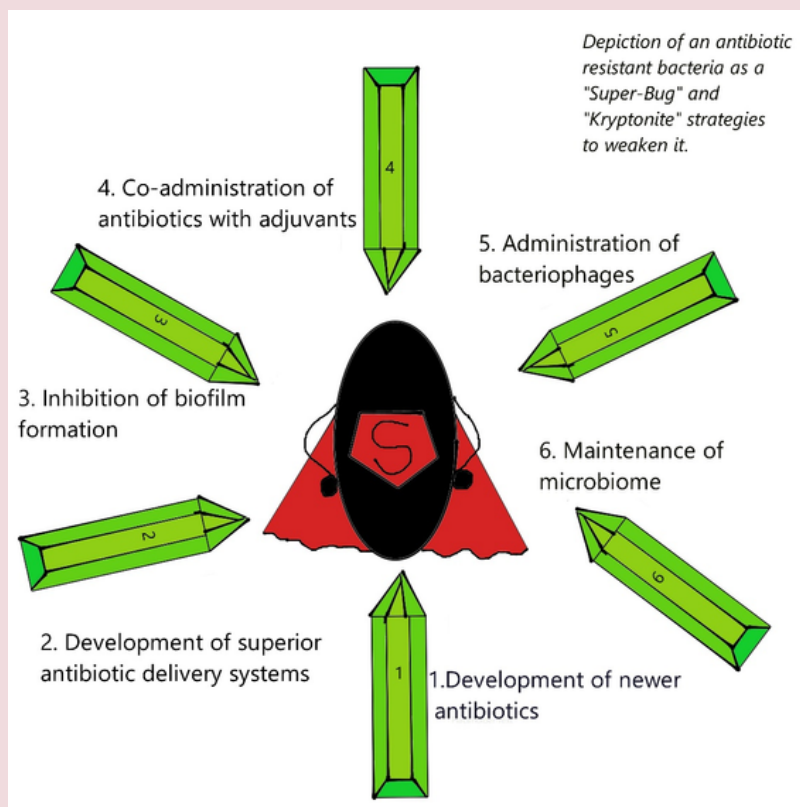 Depiction of an antibiotic
resistant bacteria as a
"Super-Bug" and
"Kryptonite" strategies
to weaken it.
4
4. Co-administration of
antibiotics with adjuvants
5. Administration of
bacteriophages
3
5
3. Inhibition of biofilm
formation
S
6. Maintenance of
microbiome
2
6
2. Development of superior
antibiotic delivery systems
1
1.Development of newer
antibiotics